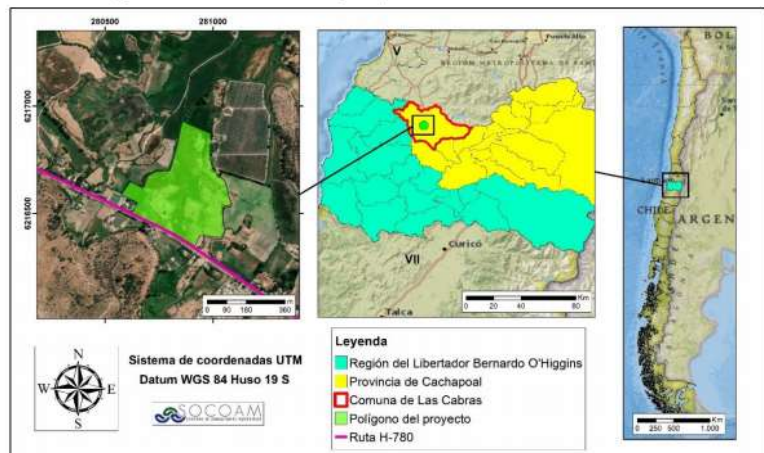 280500 281000
6217000
6216500
0 90 180 360 m
V
REGION METROPOLITANA DE SAN
Curicó
VII
Talca
0 20 40 80 Km
BOL
CHILE
ARGEN
0 250 500 1.000 Km
N
W E
S
Sistema de coordenadas UTM
Datum WGS 84 Huso 19 S
SOCOAM
Leyenda
Región del Libertador Bernardo O'Higgins
Provincia de Cachapoal
Comuna de Las Cabras
Polígono del proyecto
Ruta H-780